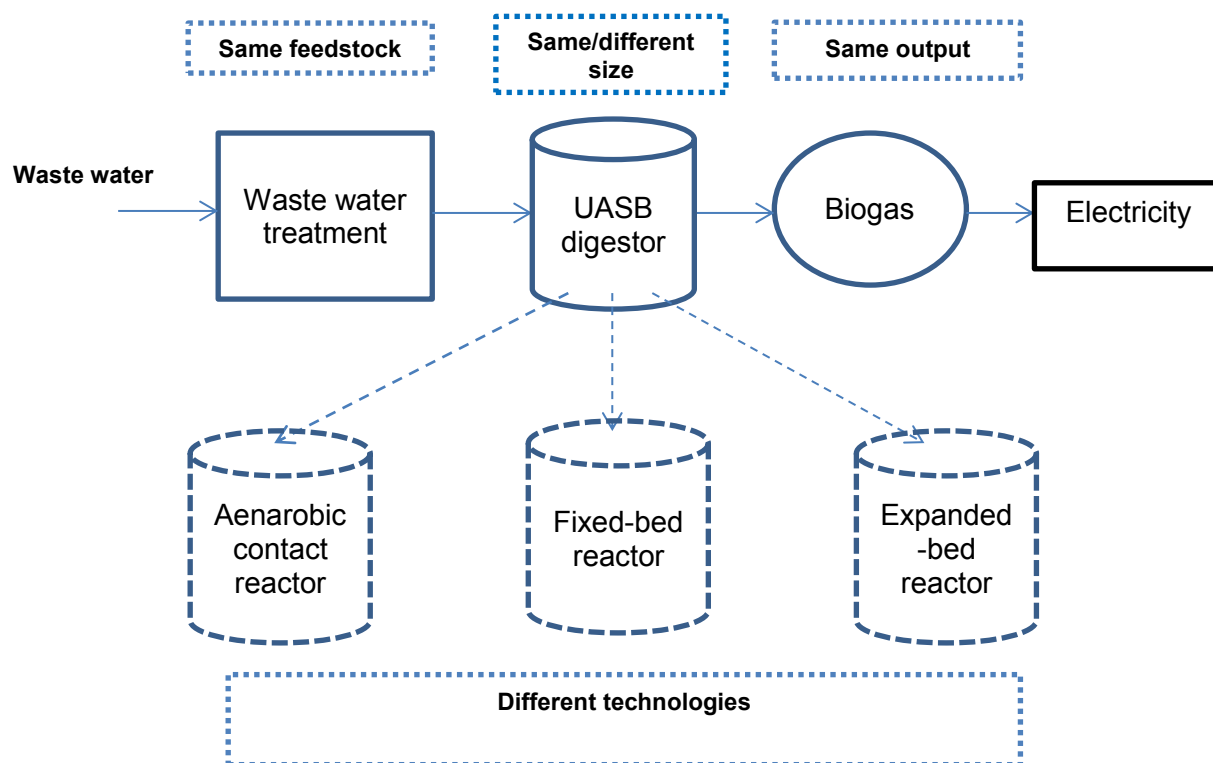 Same feedstock
Same/different
size
Same output
Waste water
Waste water
treatment
UASB
digestor
Biogas
Electricity
Aenarobic
contact
reactor
Fixed-bed
reactor
Expanded
-bed
reactor
Different technologies